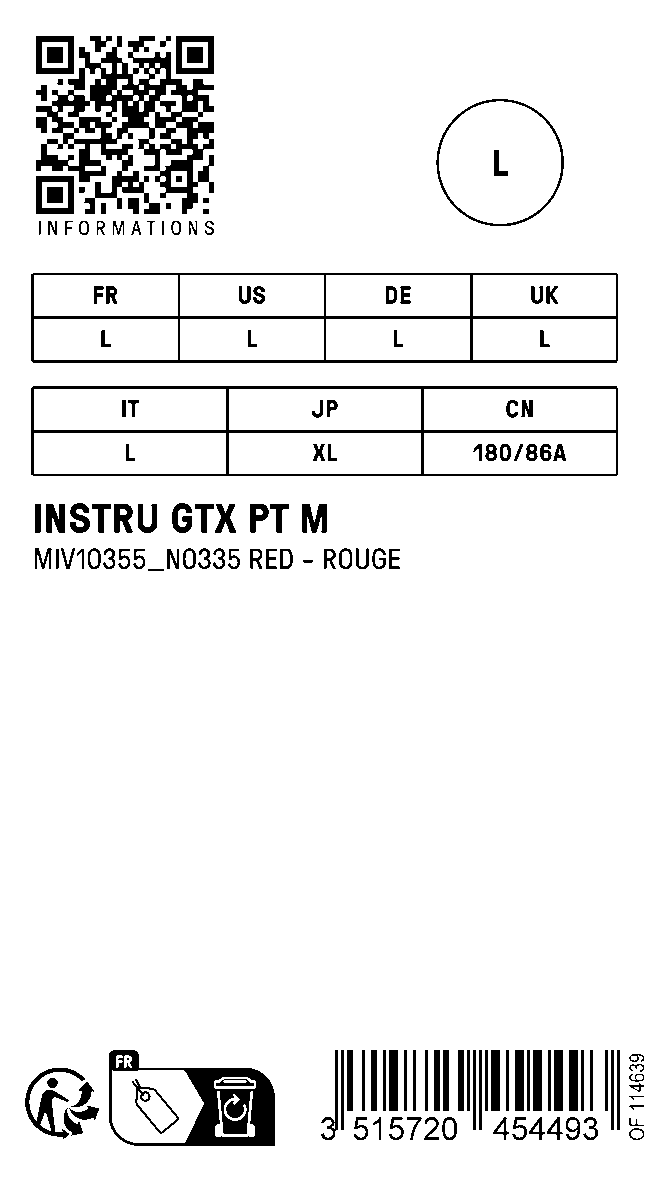 L
INFORMATIONS
FR US DE UK
L L L L
IT JP CN
L XL 180/86A
INSTRU GTX PT M
MIV10355_N0335 RED - ROUGE
FR
3 515720 454493
OF 114639